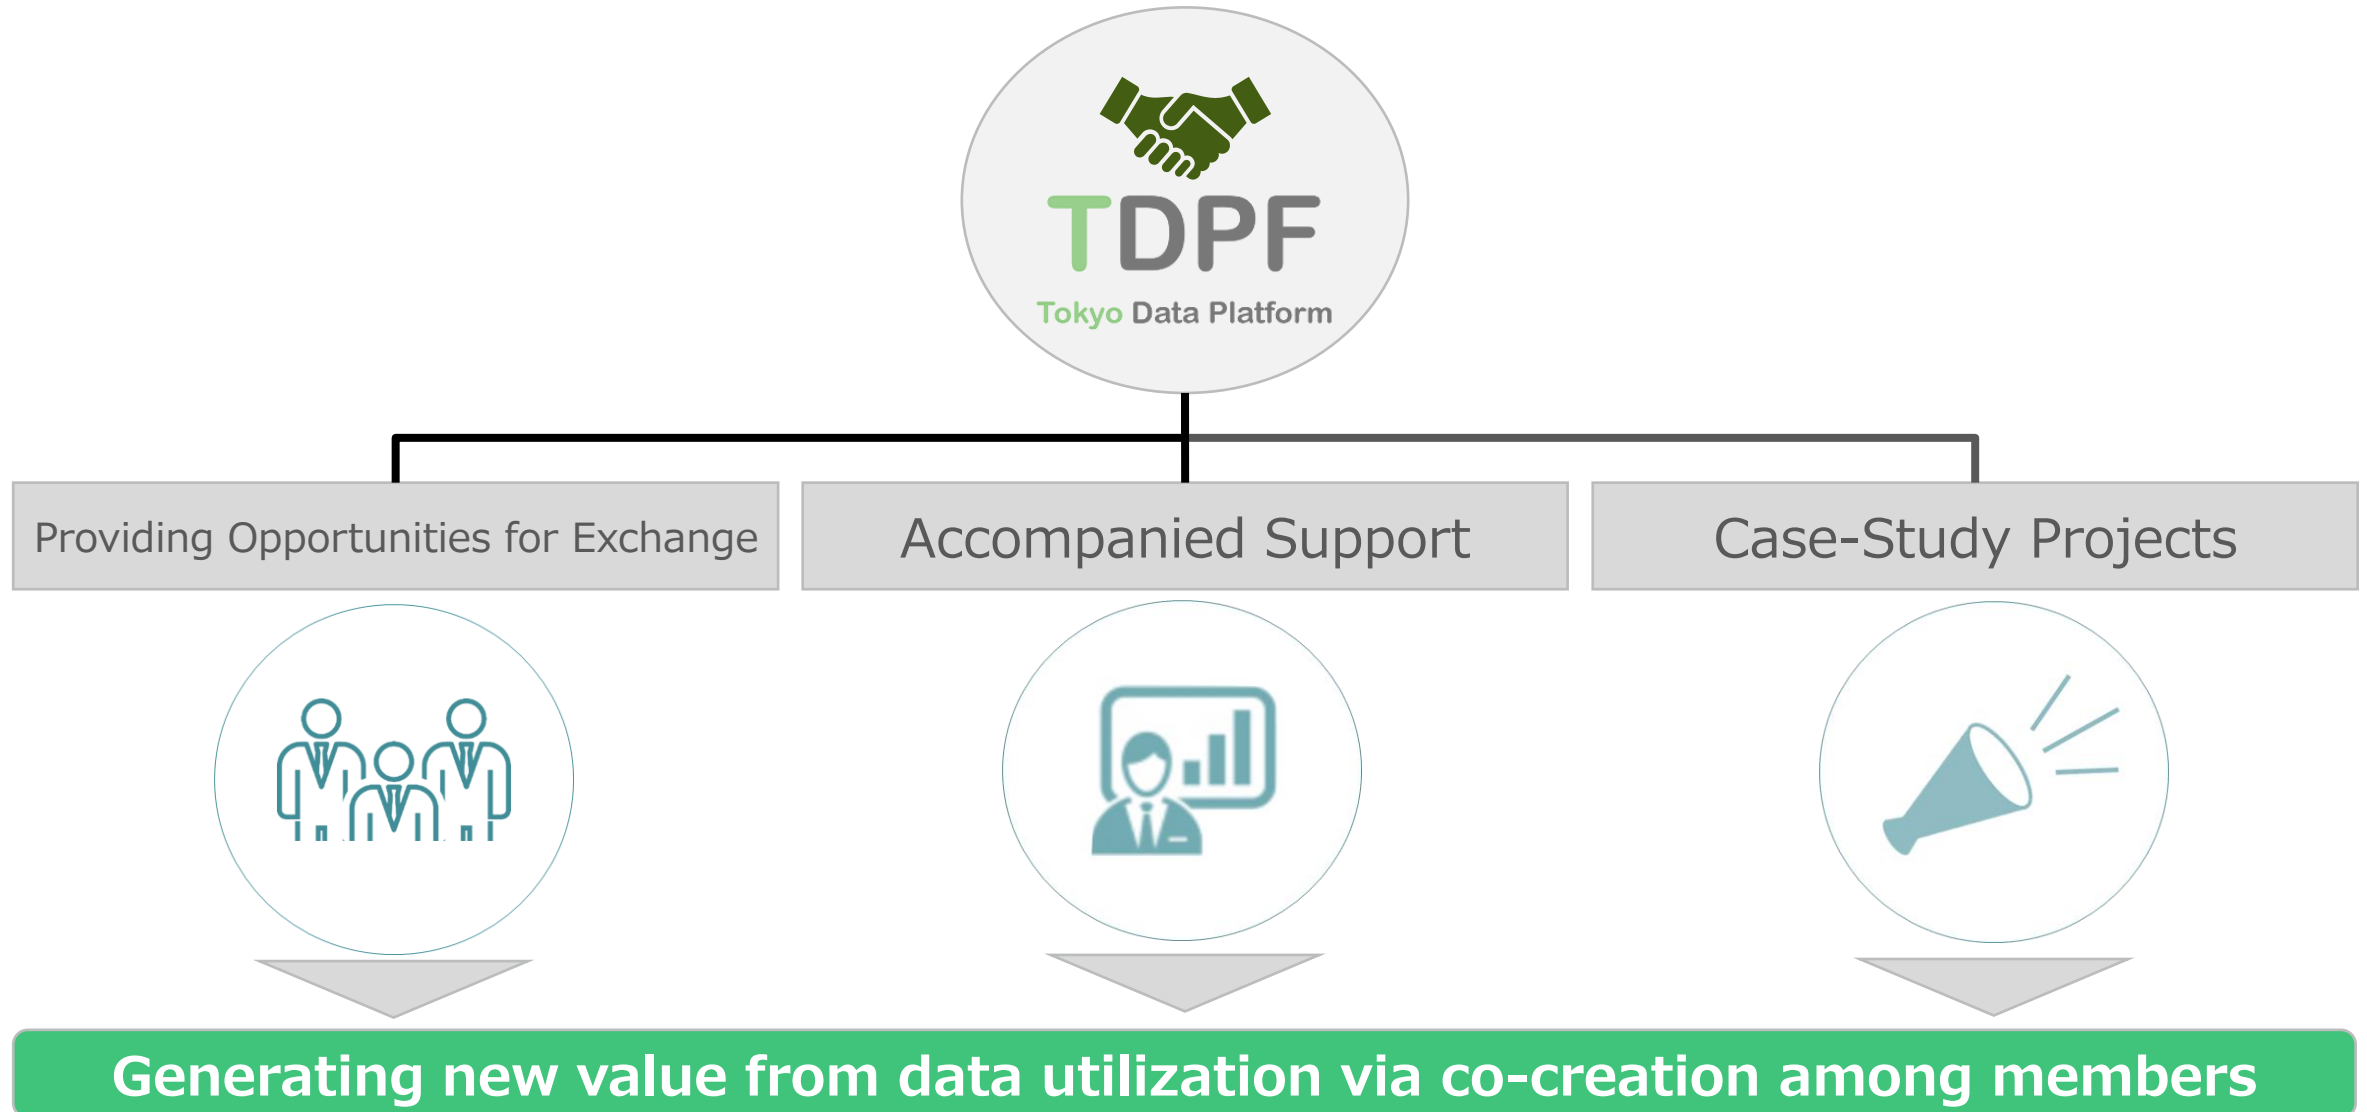 TDPF
Tokyo Data Platform
Providing Opportunities for Exchange
Accompanied Support
Case-Study Projects
Generating new value from data utilization via co-creation among members